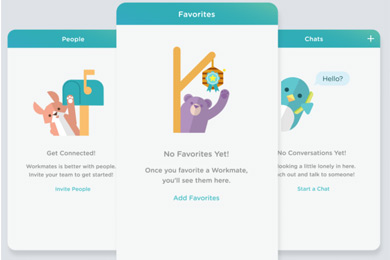 People
Get Connected!
Workmates is better with people.
Invite your team to get started!
Invite People
Favorites
No Favorites Yet!
Once you favorite a Workmate,
you'll see them here.
Add Favorites
Chats
+
Hello?
No Conversations Yet!
looking a little lonely in here.
out and talk to someone!
Start a Chat